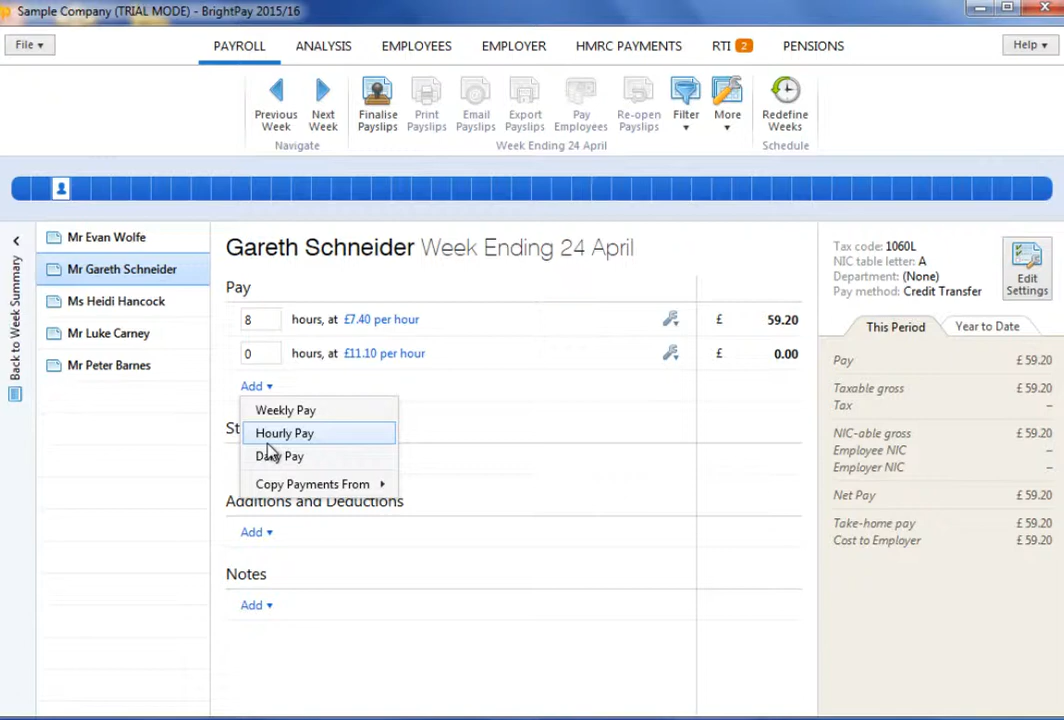 Sample Company (TRIAL MODE) - BrightPay 2015/16
File
PAYROLL ANALYSIS EMPLOYEES EMPLOYER HMRC PAYMENTS RTI 2 PENSIONS
Help
Previous Week
Next Week
Navigate
Finalise Payslips
Print Payslips
Email Payslips
Export Payslips
Pay Employees
Re-open Payslips
Filter
More
Week Ending 24 April
Redefine Weeks
Schedule
Back to Week Summary
Mr Evan Wolfe
Mr Gareth Schneider
Ms Heidi Hancock
Mr Luke Carney
Mr Peter Barnes
Gareth Schneider Week Ending 24 April
Pay
8 hours, at £7.40 per hour £ 59.20
0 hours, at £11.10 per hour £ 0.00
Add
Weekly Pay
St
Hourly Pay
Daily Pay
Copy Payments From
Additions and Deductions
Add
Notes
Add
Tax code: 1060L
NIC table letter: A
Department: (None)
Pay method: Credit Transfer
Edit Settings
This Period Year to Date
Pay £ 59.20
Taxable gross £ 59.20
Tax –
NIC-able gross £ 59.20
Employee NIC –
Employer NIC –
Net Pay £ 59.20
Take-home pay £ 59.20
Cost to Employer £ 59.20